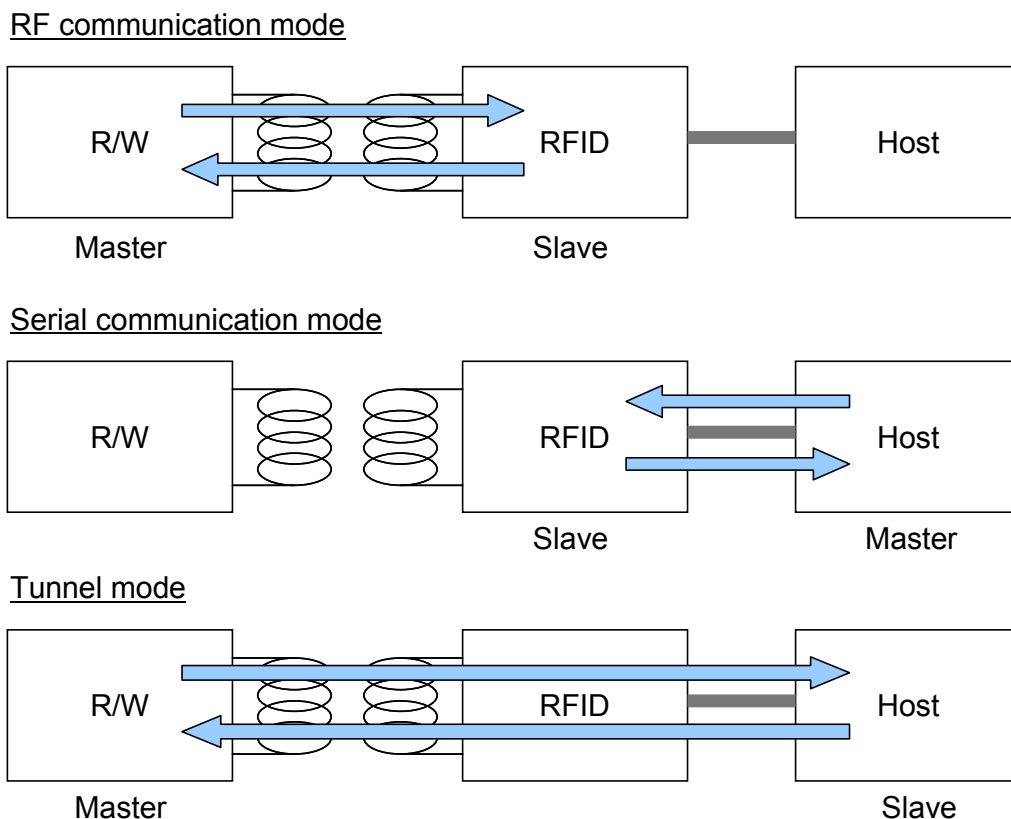 RF communication mode
R/W
RFID
Host
Master
Slave
Serial communication mode
R/W
RFID
Host
Slave
Master
Tunnel mode
R/W
RFID
Host
Master
Slave